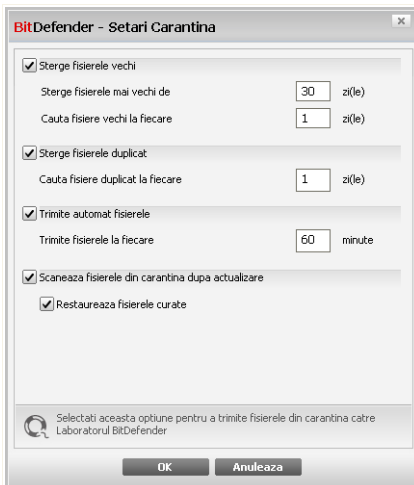 BitDefender - Setari Carantina
Sterge fisierele vechi
Sterge fisierele mai vechi de 30 zi(le)
Cauta fisiere vechi la fiecare 1 zi(le)
Sterge fisierele duplicat
Cauta fisiere duplicat la fiecare 1 zi(le)
Trimite automat fisierele
Trimite fisierele la fiecare 60 minute
Scaneaza fisierele din carantina dupa actualizare
Restaureaza fisierele curate
Selectati aceasta optiune pentru a trimite fisierele din carantina catre
Laboratorul BitDefender
OK Anuleaza